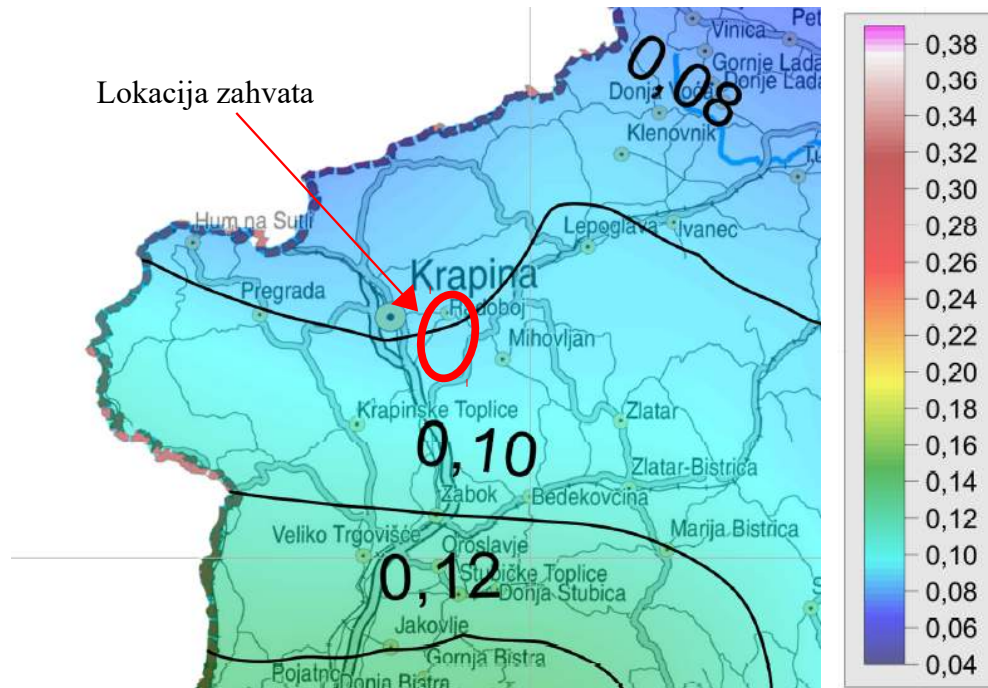 Vinica
Pet
Gornje Lada
Donja Voća
Donje Lada
0,08
Klenovnik
Tu
Lokacija zahvata
Hum na Sutli
Lepoglava
Ivanec
Krapina
Pregrada
Radoboj
Mihovljan
Krapinske Toplice
Zlatar
0,10
Zlatar-Bistrica
Zabok
Bedekovčina
Veliko Trgovišće
Marija Bistrica
Oroslavje
0,12
Stubičke Toplice
Donja Stubica
S
Jakovlje
Gornja Bistra
Pojatno
Donja Bistra
0,38
0,36
0,34
0,32
0,30
0,28
0,26
0,24
0,22
0,20
0,18
0,16
0,14
0,12
0,10
0,08
0,06
0,04